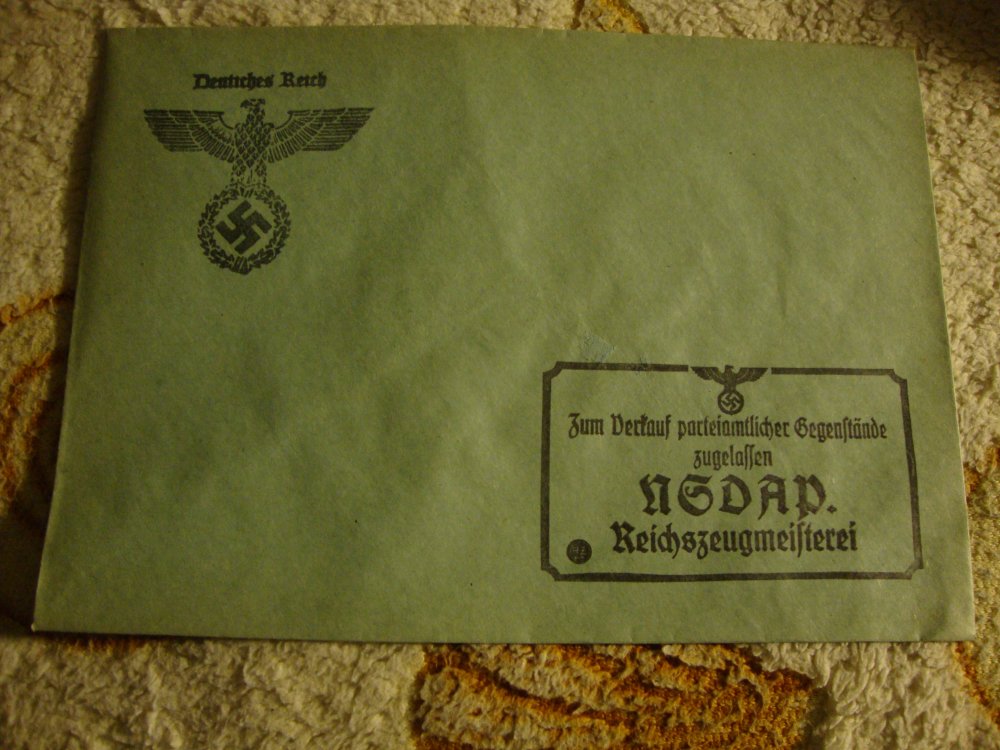 Deutsches Reich
Zum Verkauf parteiamtlicher Gegenstände
zugelassen
NSDAP.
Reichszeugmeisterei